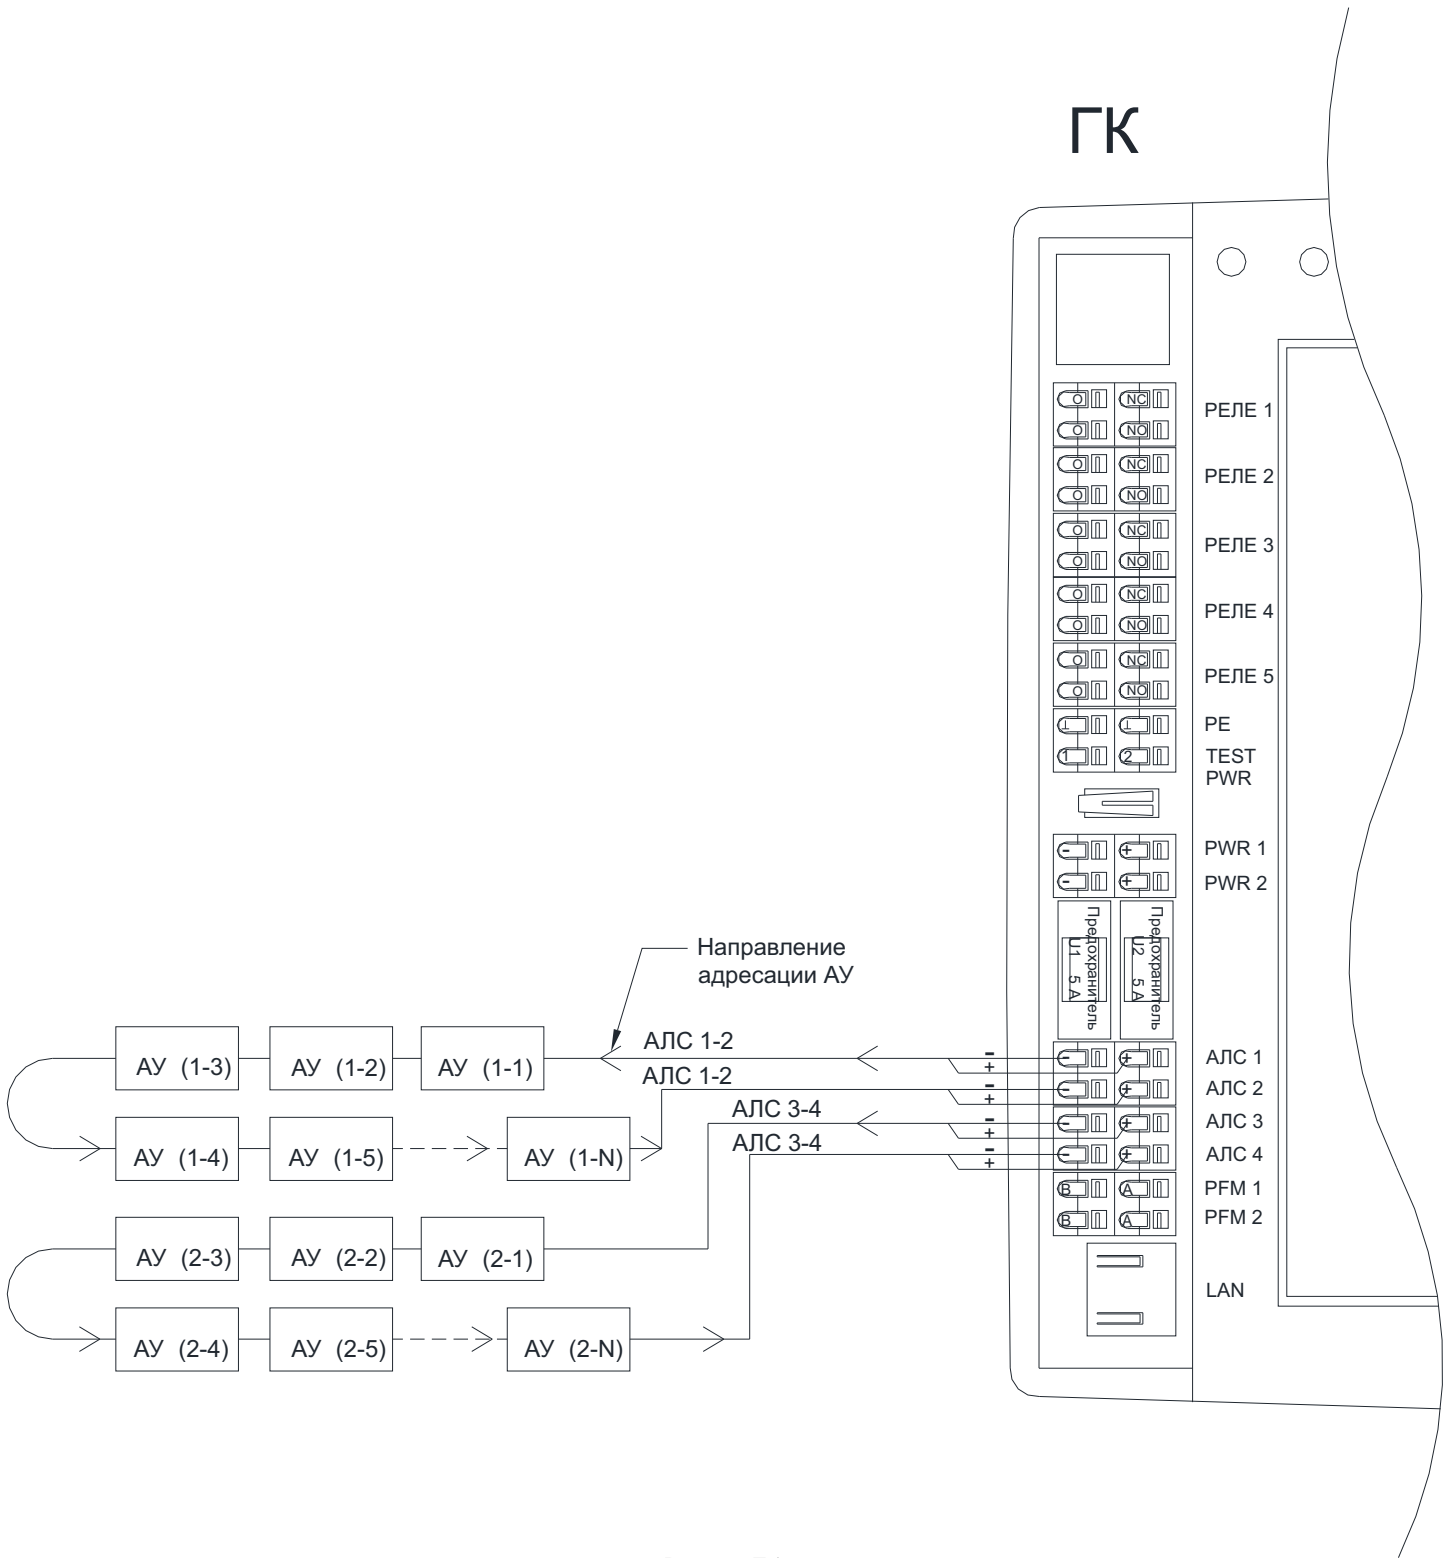 ГК
O NC
O NO
РЕЛЕ 1
O NC
O NO
РЕЛЕ 2
O NC
O NO
РЕЛЕ 3
O NC
O NO
РЕЛЕ 4
O NC
O NO
РЕЛЕ 5
PE
1 2
TEST
PWR
- + PWR 1
- + PWR 2
Предохранитель
U1 5 A
Предохранитель
U2 5 A
Направление
адресации АУ
АЛС 1-2
- +
- + АЛС 1
АЛС 1-2
- +
- + АЛС 2
АЛС 3-4
- +
- + АЛС 3
АЛС 3-4
- +
- + АЛС 4
B A PFM 1
B A PFM 2
LAN
АУ (1-3)
АУ (1-2)
АУ (1-1)
АУ (1-4)
АУ (1-5)
АУ (1-N)
АУ (2-3)
АУ (2-2)
АУ (2-1)
АУ (2-4)
АУ (2-5)
АУ (2-N)